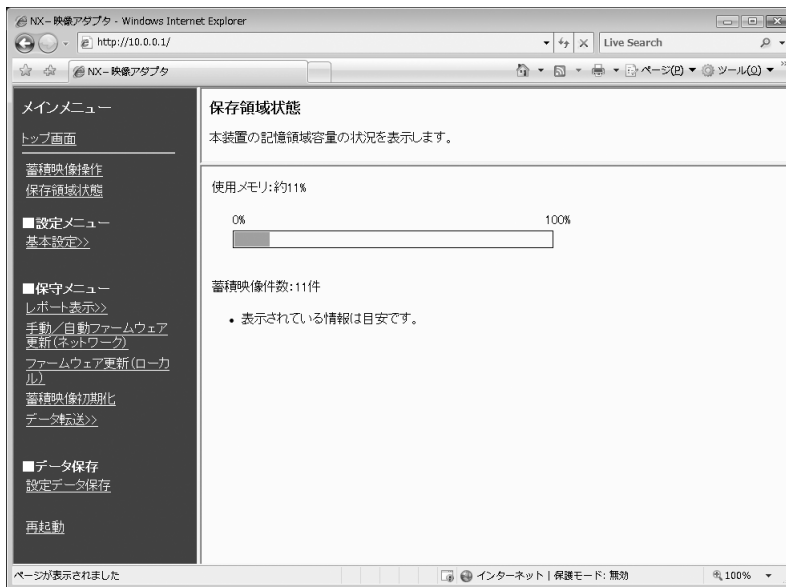 NX-映像アダプタ - Windows Internet Explorer
http://10.0.0.1/
Live Search
NX-映像アダプタ
ページ(P)
ツール(O)
メインメニュー
トップ画面
蓄積映像操作
保存領域状態
■設定メニュー
基本設定>>
■保守メニュー
レポート表示>>
手動/自動ファームウェア
更新(ネットワーク)
ファームウェア更新(ローカ
ル)
蓄積映像初期化
データ転送>>
■データ保存
設定データ保存
再起動
保存領域状態
本装置の記憶領域容量の状況を表示します。
使用メモリ:約11%
0% 100%
蓄積映像件数:11件
• 表示されている情報は目安です。
ページが表示されました
インターネット | 保護モード: 無効
100%